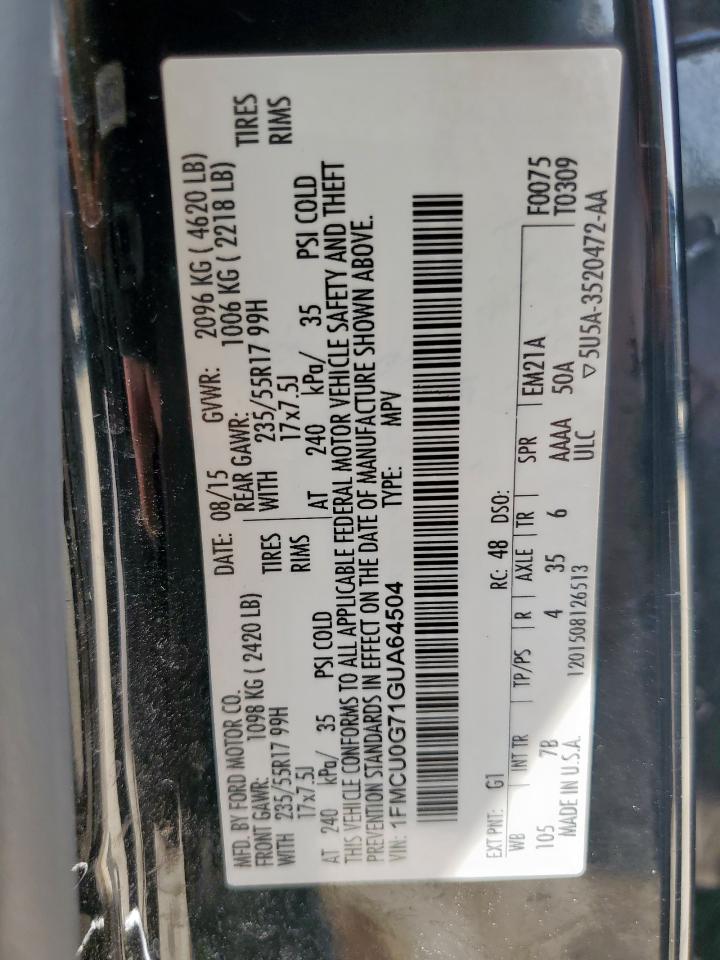 MFD. BY FORD MOTOR CO. DATE: 08/15 GVWR: 2096 KG ( 4620 LB)
FRONT GAWR: 1098 KG ( 2420 LB) REAR GAWR: 1006 KG ( 2218 LB)
WITH 235/55R17 99H TIRES WITH 235/55R17 99H TIRES
17x7.5J RIMS 17x7.5J RIMS
AT 240 kPa/ 35 PSI COLD AT 240 kPa/ 35 PSI COLD
THIS VEHICLE CONFORMS TO ALL APPLICABLE FEDERAL MOTOR VEHICLE SAFETY AND THEFT
PREVENTION STANDARDS IN EFFECT ON THE DATE OF MANUFACTURE SHOWN ABOVE.
VIN: 1FMCU0G71GUA64504 TYPE: MPV
EXT PNT: G1 RC: 48 DSO: F0075
WB INT TR TP/PS R AXLE TR SPR EM21A T0309
105 7B 4 35 6 AAAA 50A
MADE IN U.S.A. 1201508126513 ULC ▽5U5A-3520472-AA